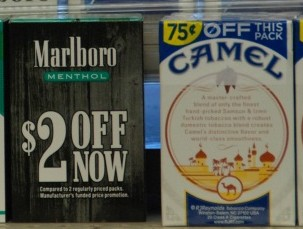 Marlboro
MENTHOL
$2 OFF
NOW
Compared to 2 regularly priced packs.
Manufacturer's funded price promotion.
75¢ OFF THIS
PACK
CAMEL
A master-crafted
blend of only the finest
hand-picked Samsun & Izmir
Turkish tobaccos with a robust
domestic tobacco blend creates
Camel's distinctive flavor and
world class smoothness.